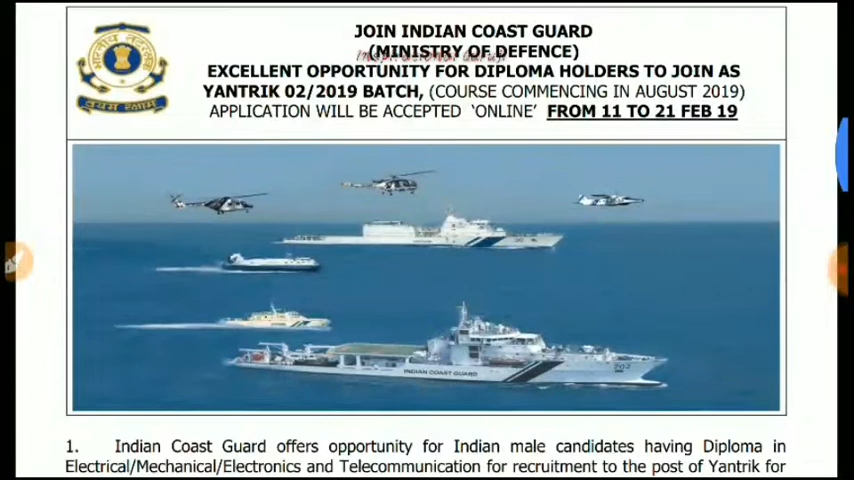 JOIN INDIAN COAST GUARD
(MINISTRY OF DEFENCE)
EXCELLENT OPPORTUNITY FOR DIPLOMA HOLDERS TO JOIN AS
YANTRIK 02/2019 BATCH, (COURSE COMMENCING IN AUGUST 2019)
APPLICATION WILL BE ACCEPTED 'ONLINE' FROM 11 TO 21 FEB 19
INDIAN COAST GUARD
1. Indian Coast Guard offers opportunity for Indian male candidates having Diploma in
Electrical/Mechanical/Electronics and Telecommunication for recruitment to the post of Yantrik for